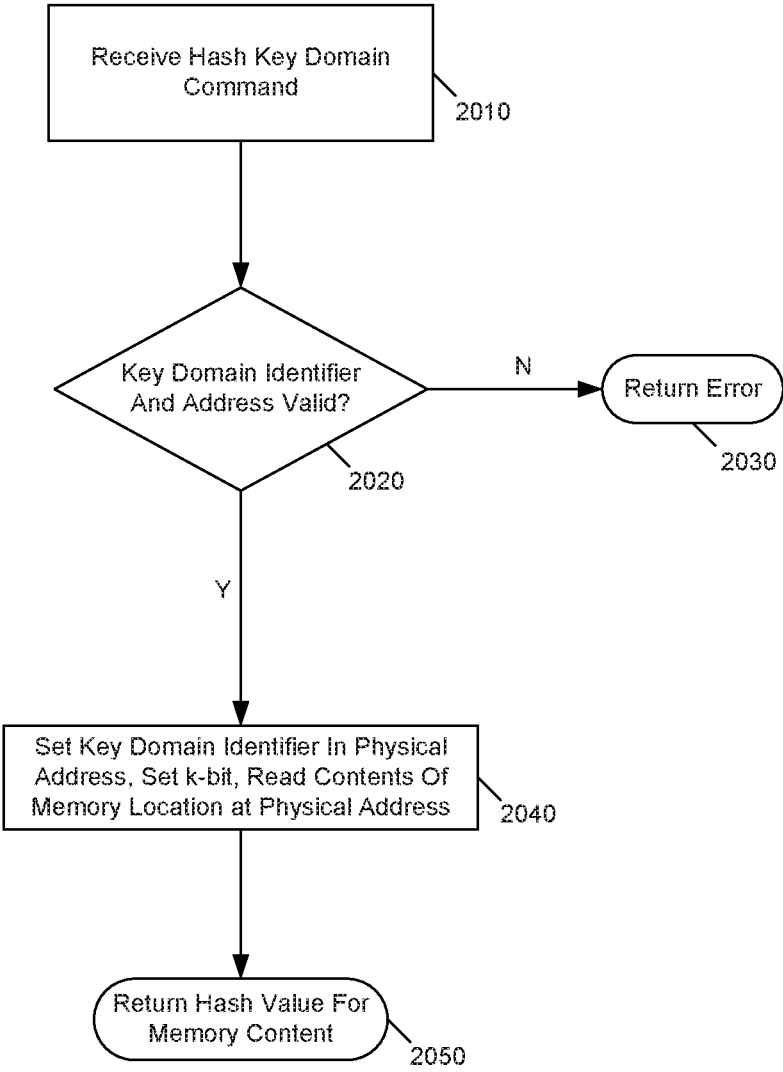 Receive Hash Key Domain
Command
2010
Key Domain Identifier
And Address Valid?
2020
N
Return Error
2030
Y
Set Key Domain Identifier In Physical
Address, Set k-bit, Read Contents Of
Memory Location at Physical Address
2040
Return Hash Value For
Memory Content
2050